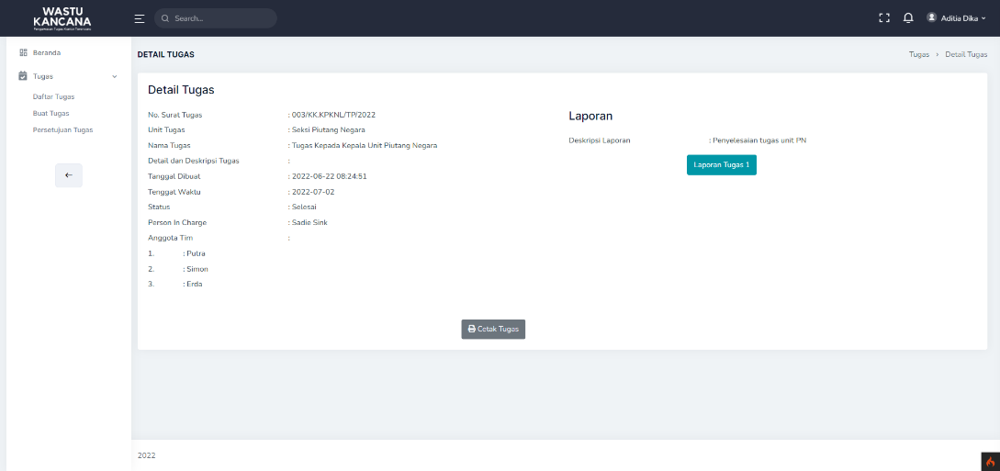 WASTU
KANCANA
Pengawasan Tugas Kantor Terencana
Search...
Aditia Dika
Beranda
Tugas
Daftar Tugas
Buat Tugas
Persetujuan Tugas
DETAIL TUGAS
Tugas > Detail Tugas
Detail Tugas
No. Surat Tugas : 003/KK.KPKNL/TP/2022
Unit Tugas : Seksi Piutang Negara
Nama Tugas : Tugas Kepada Kepala Unit Piutang Negara
Detail dan Deskripsi Tugas :
Tanggal Dibuat : 2022-06-22 08:24:51
Tenggat Waktu : 2022-07-02
Status : Selesai
Person In Charge : Sadie Sink
Anggota Tim :
1. : Putra
2. : Simon
3. : Erda
Laporan
Deskripsi Laporan : Penyelesaian tugas unit PN
Laporan Tugas 1
Cetak Tugas
2022